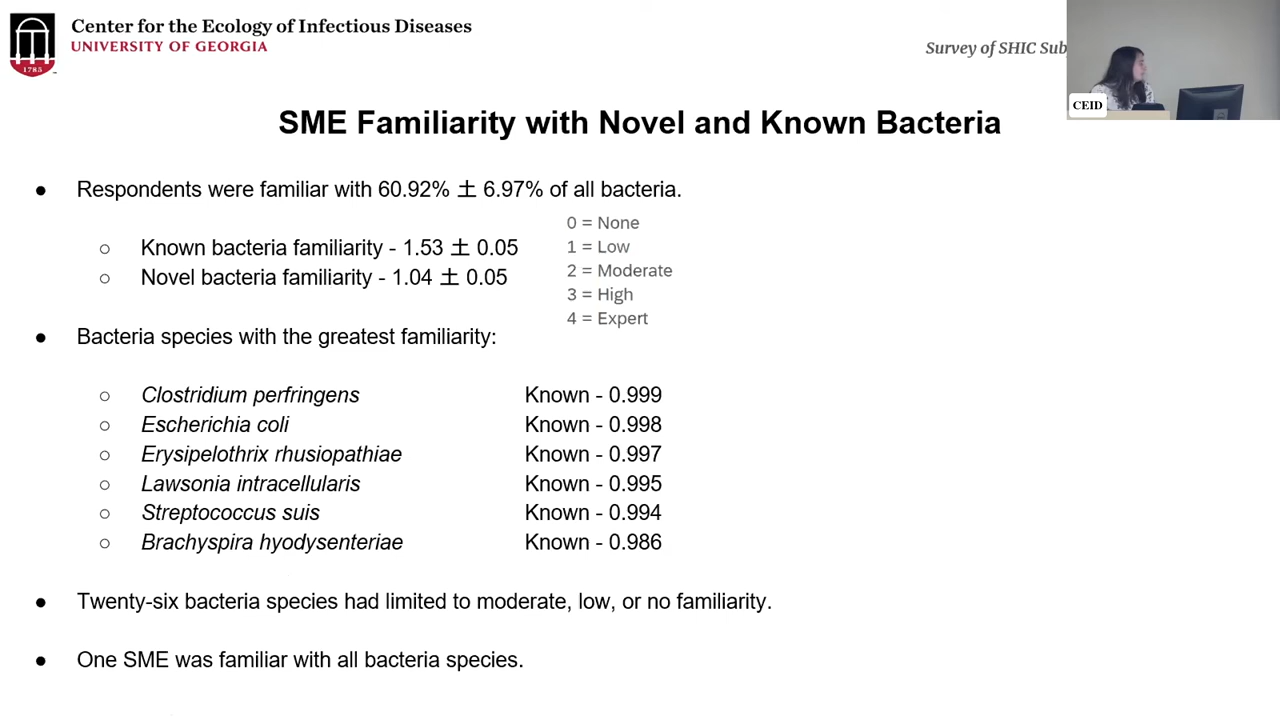 Center for the Ecology of Infectious Diseases
UNIVERSITY OF GEORGIA
1785
Survey of SHIC Sub
CEID
SME Familiarity with Novel and Known Bacteria
● Respondents were familiar with 60.92% 土 6.97% of all bacteria.
○ Known bacteria familiarity - 1.53 土 0.05
○ Novel bacteria familiarity - 1.04 土 0.05
0 = None
1 = Low
2 = Moderate
3 = High
4 = Expert
● Bacteria species with the greatest familiarity:
○ Clostridium perfringens Known - 0.999
○ Escherichia coli Known - 0.998
○ Erysipelothrix rhusiopathiae Known - 0.997
○ Lawsonia intracellularis Known - 0.995
○ Streptococcus suis Known - 0.994
○ Brachyspira hyodysenteriae Known - 0.986
● Twenty-six bacteria species had limited to moderate, low, or no familiarity.
● One SME was familiar with all bacteria species.